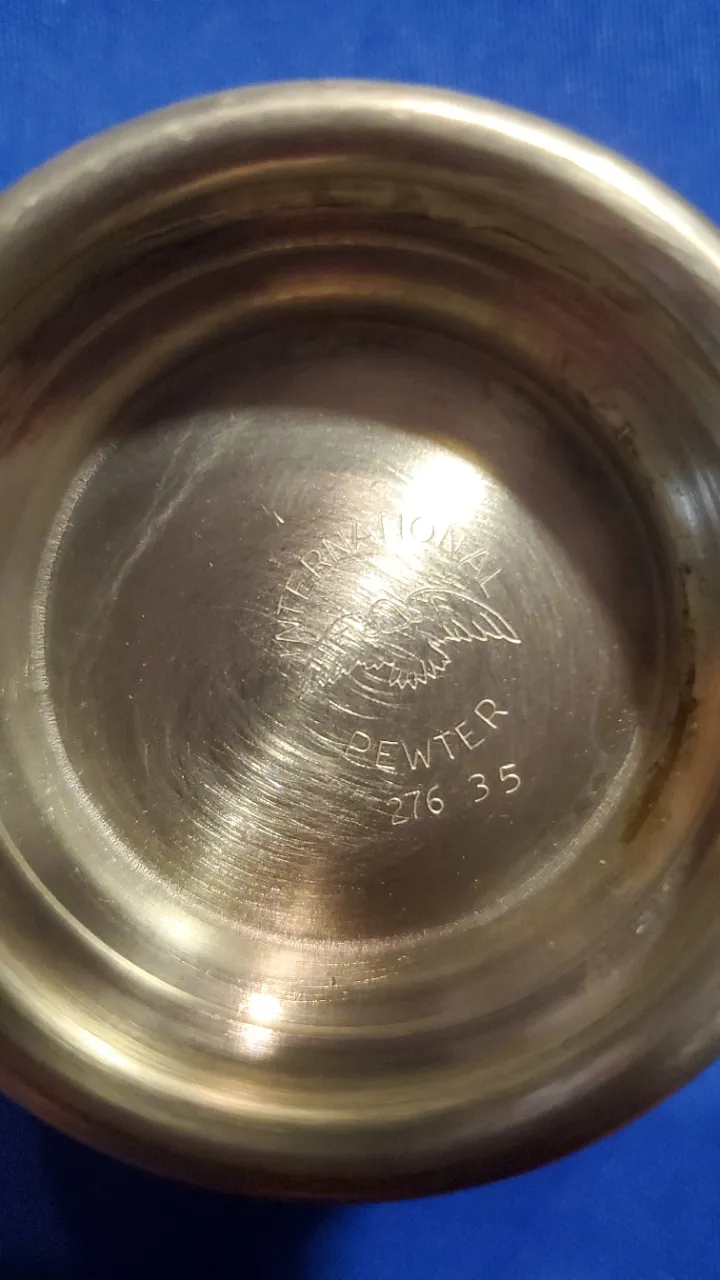 INTERNATIONAL
PEWTER
276 35